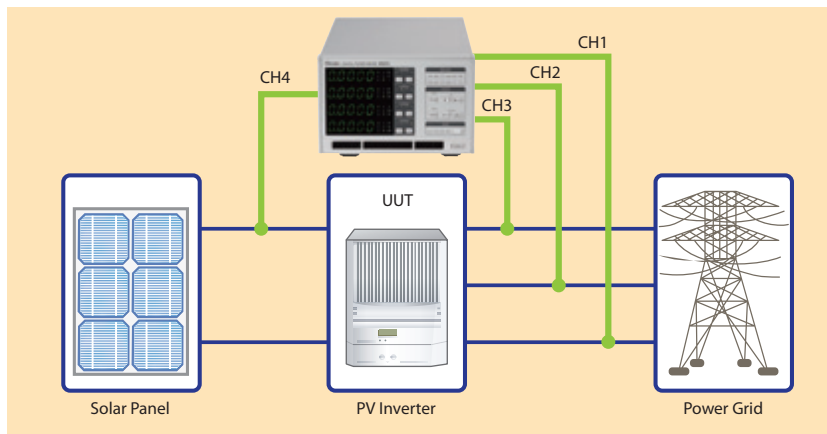 CH1
CH4
CH2
CH3
UUT
Solar Panel
PV Inverter
Power Grid